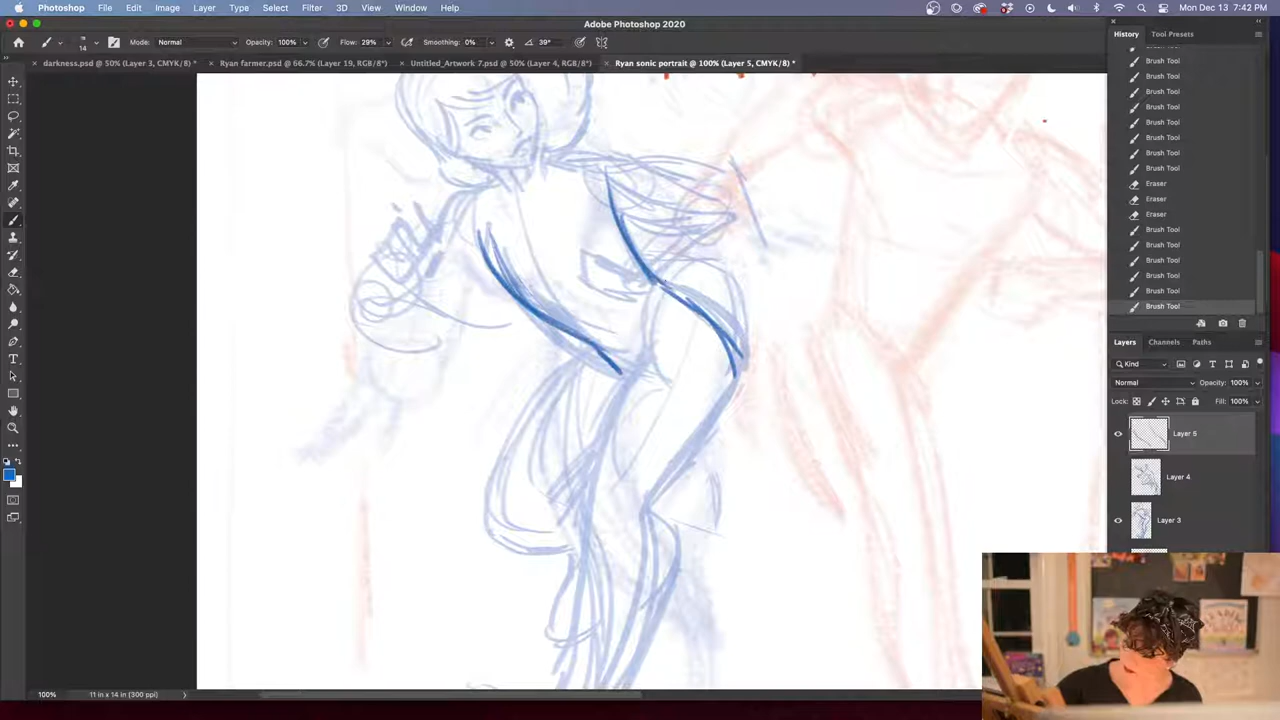 Photoshop File Edit Image Layer Type Select Filter 3D View Window Help Mon Dec 13 7:42 PM
Adobe Photoshop 2020
14 Mode: Normal Opacity: 100% Flow: 29% Smoothing: 0% 39°
darkness.psd @ 50% (Layer 3, CMYK/8) * Ryan farmer.psd @ 66.7% (Layer 19, RGB/8*) Untitled_Artwork 7.psd @ 50% (Layer 4, RGB/8*) Ryan sonic portrait @ 100% (Layer 5, CMYK/8) *
History Tool Presets
Brush Tool
Brush Tool
Brush Tool
Brush Tool
Brush Tool
Brush Tool
Brush Tool
Brush Tool
Brush Tool
Eraser
Eraser
Eraser
Brush Tool
Brush Tool
Brush Tool
Brush Tool
Brush Tool
Brush Tool
Layers Channels Paths
Kind
Normal Opacity: 100%
Lock: Fill: 100%
Layer 5
Layer 4
Layer 3
100% 11 in x 14 in (300 ppi)